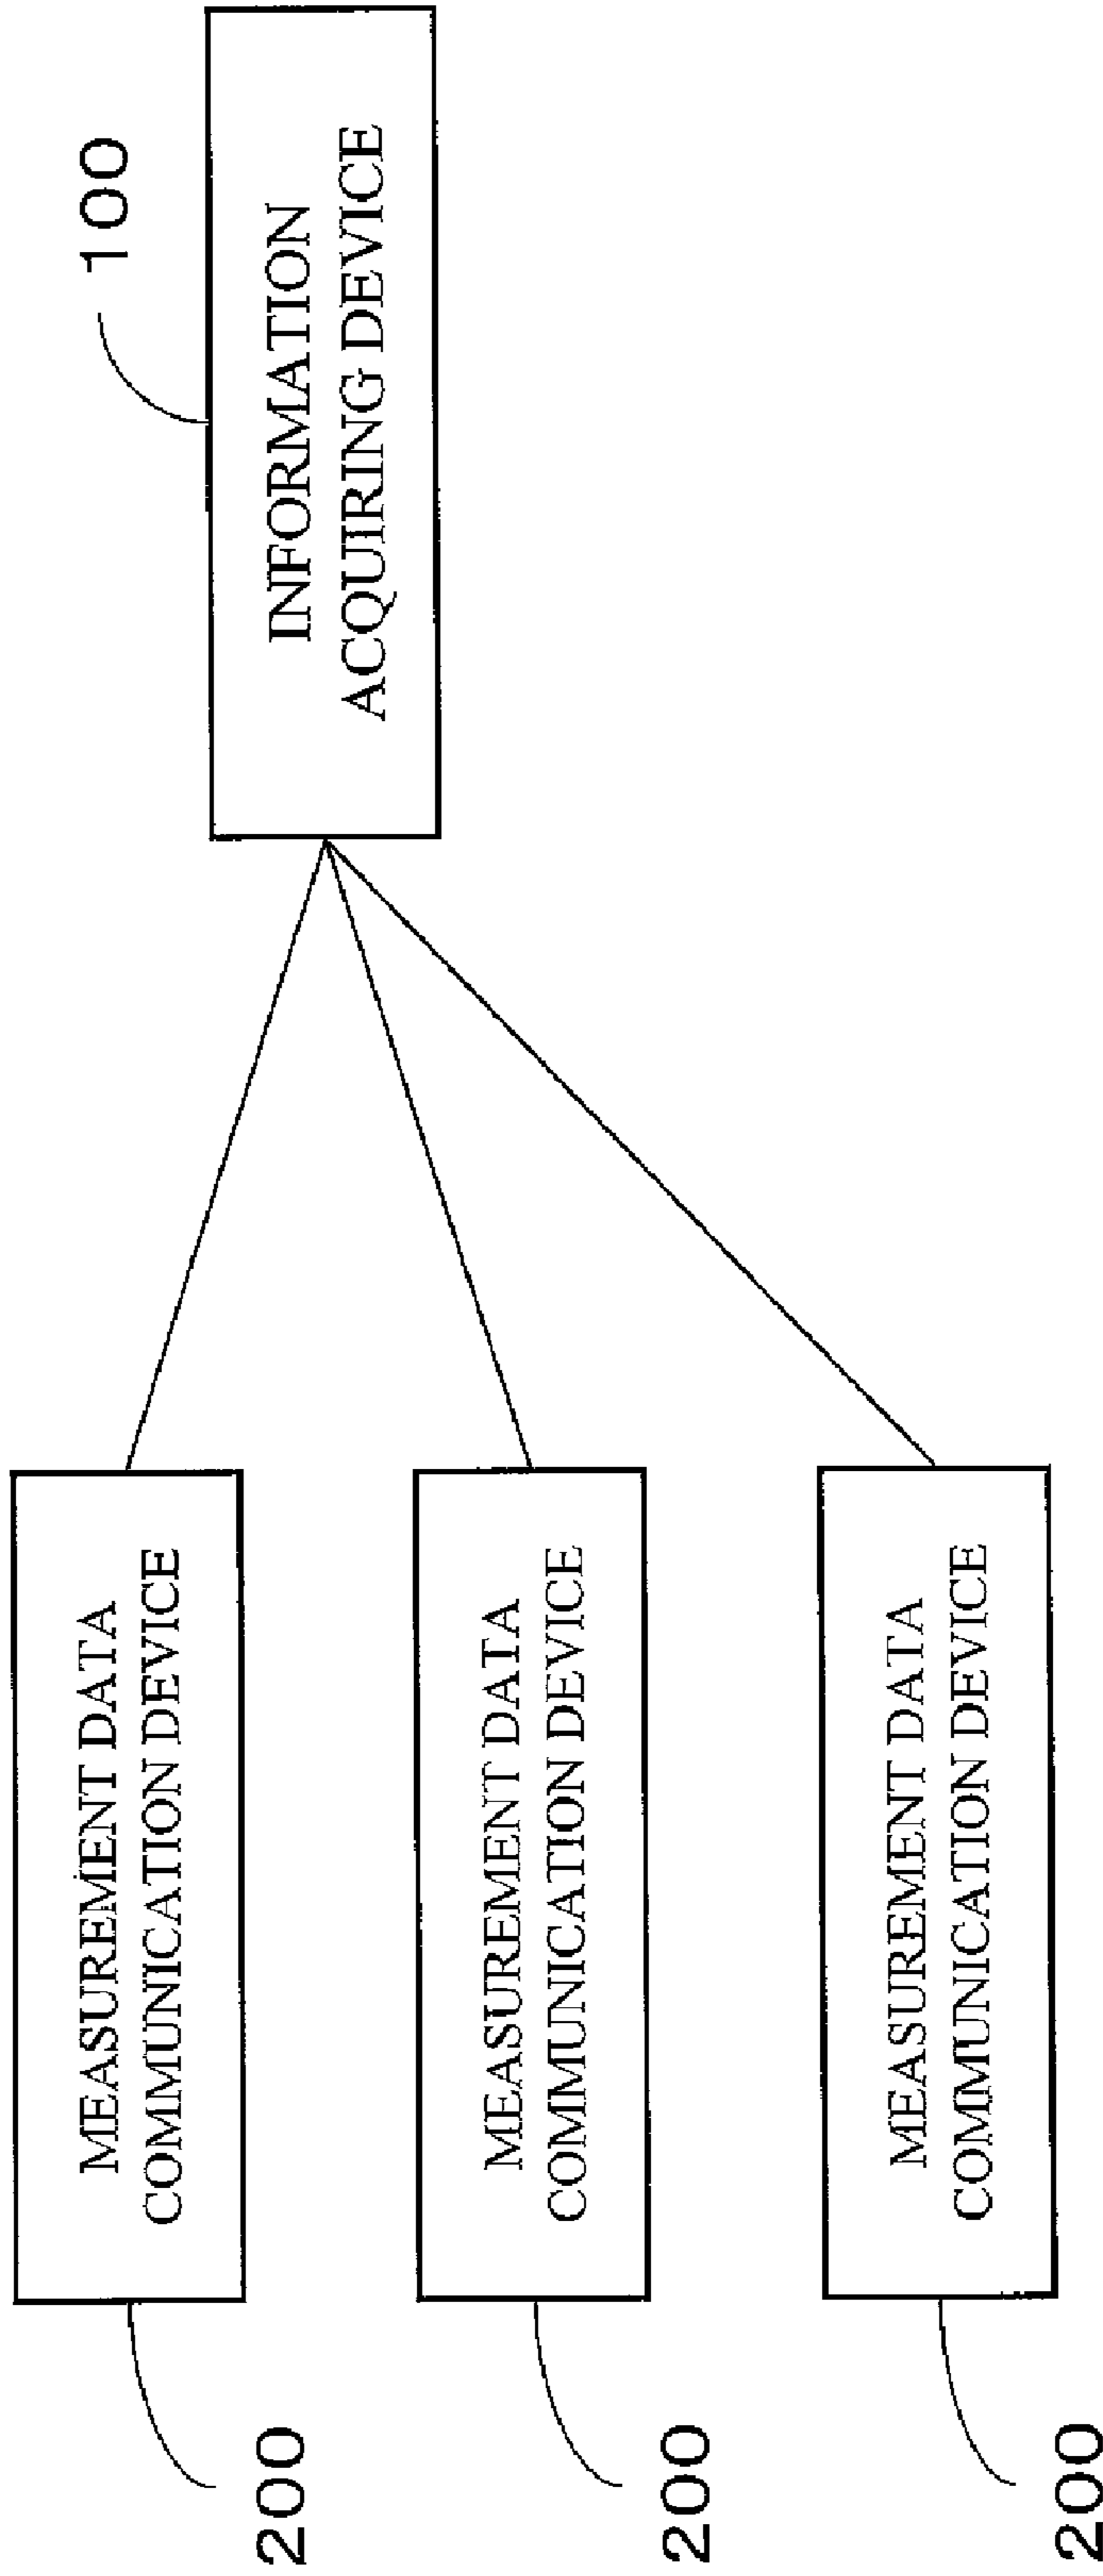 100
INFORMATION
ACQUIRING DEVICE
MEASUREMENT DATA
COMMUNICATION DEVICE
200
MEASUREMENT DATA
COMMUNICATION DEVICE
200
MEASUREMENT DATA
COMMUNICATION DEVICE
200